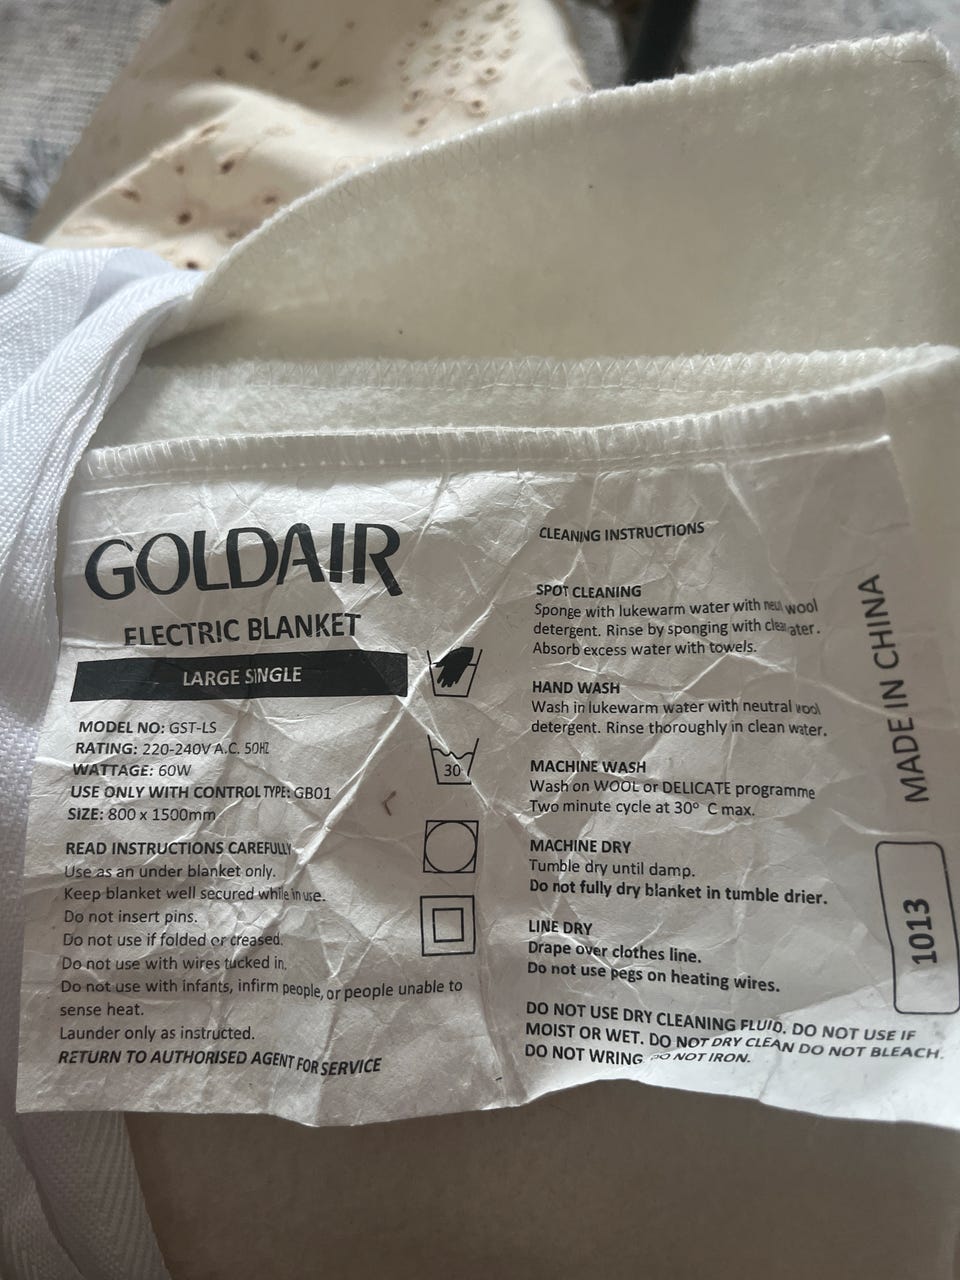 GOLDAIR
ELECTRIC BLANKET
LARGE SINGLE
MODEL NO: GST-LS
RATING: 220-240V A.C. 50HZ
WATTAGE: 60W
USE ONLY WITH CONTROL TYPE: GB01
SIZE: 800 x 1500mm
READ INSTRUCTIONS CAREFULLY
Use as an under blanket only.
Keep blanket well secured while in use.
Do not insert pins.
Do not use if folded or creased.
Do not use with wires tucked in.
Do not use with infants, infirm people, or people unable to
sense heat.
Launder only as instructed.
RETURN TO AUTHORISED AGENT FOR SERVICE
30
CLEANING INSTRUCTIONS
SPOT CLEANING
Sponge with lukewarm water with wool
detergent. Rinse by sponging with
Absorb excess water with towels.
HAND WASH
Wash in lukewarm water with neutral wool
detergent. Rinse thoroughly in clean water.
MACHINE WASH
Wash on WOOL or DELICATE programme
Two minute cycle at 30° C max.
MACHINE DRY
Tumble dry until damp.
Do not fully dry blanket in tumble drier.
LINE DRY
Drape over clothes line.
Do not use pegs on heating wires.
DO NOT USE DRY CLEANING FLUID. DO NOT USE IF
MOIST OR WET. DO NOT DRY CLEAN DO NOT BLEACH.
DO NOT WRING DO NOT IRON.
MADE IN CHINA
1013